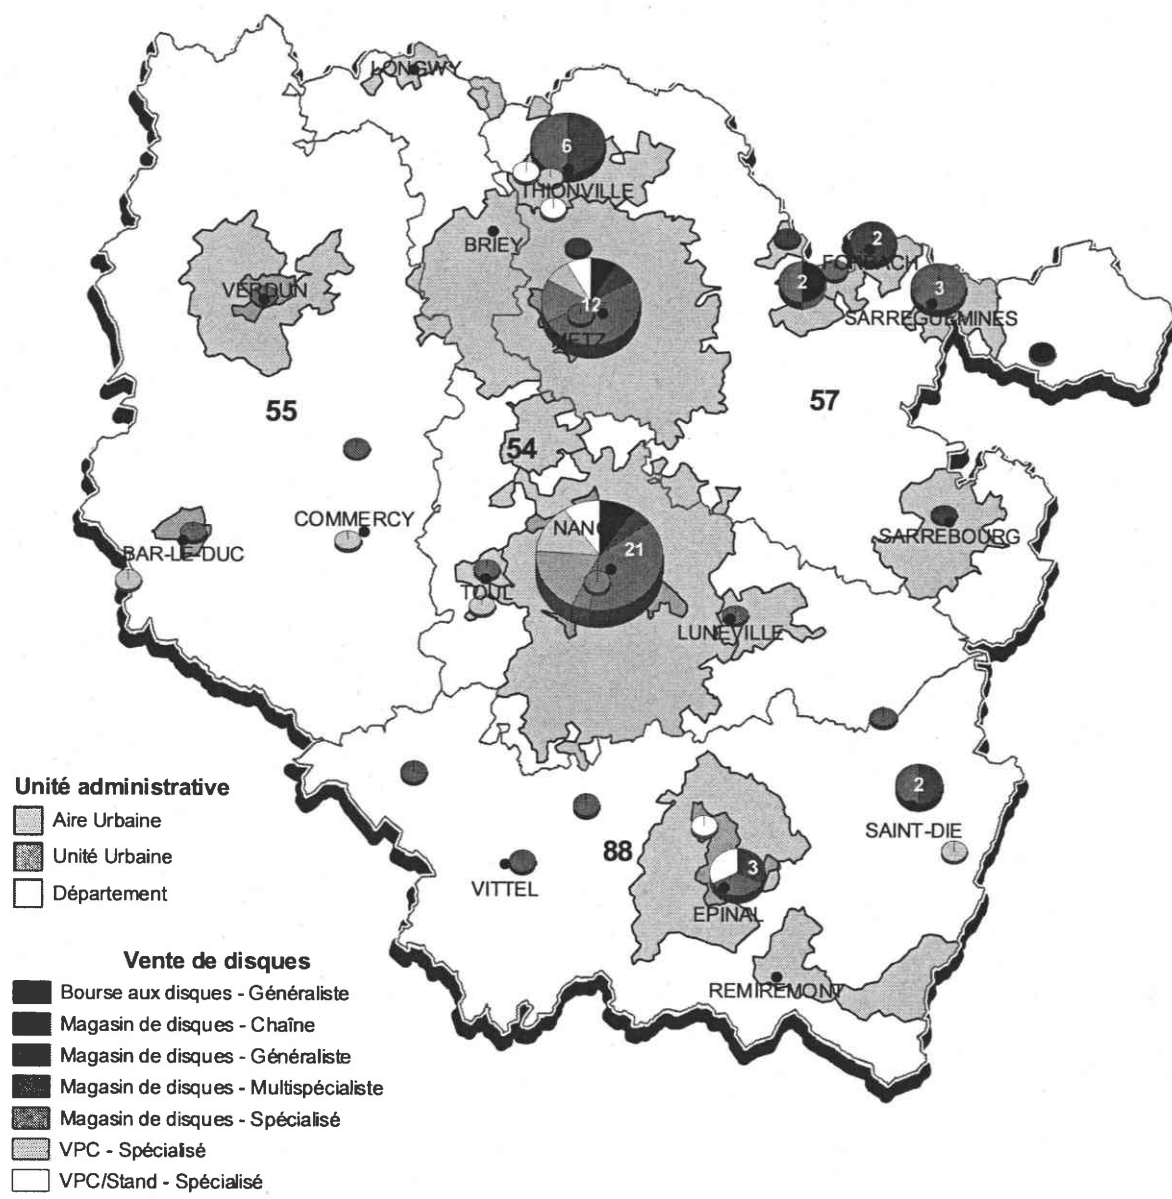 LONGWY
6
THIONVILLE
BRIEY
2
FORBACH
VERDUN
12
2
3
METZ
SARREGUEMINES
55
57
54
COMMERCY
NAN
BAR-LE-DUC
21
SARREBOURG
TOUL
LUNEVILLE
2
SAINT-DIE
88
3
VITTEL
EPINAL
REMIREMONT
Unité administrative
Aire Urbaine
Unité Urbaine
Département
Vente de disques
Bourse aux disques - Généraliste
Magasin de disques - Chaîne
Magasin de disques - Généraliste
Magasin de disques - Multispécialiste
Magasin de disques - Spécialisé
VPC - Spécialisé
VPC/Stand - Spécialisé